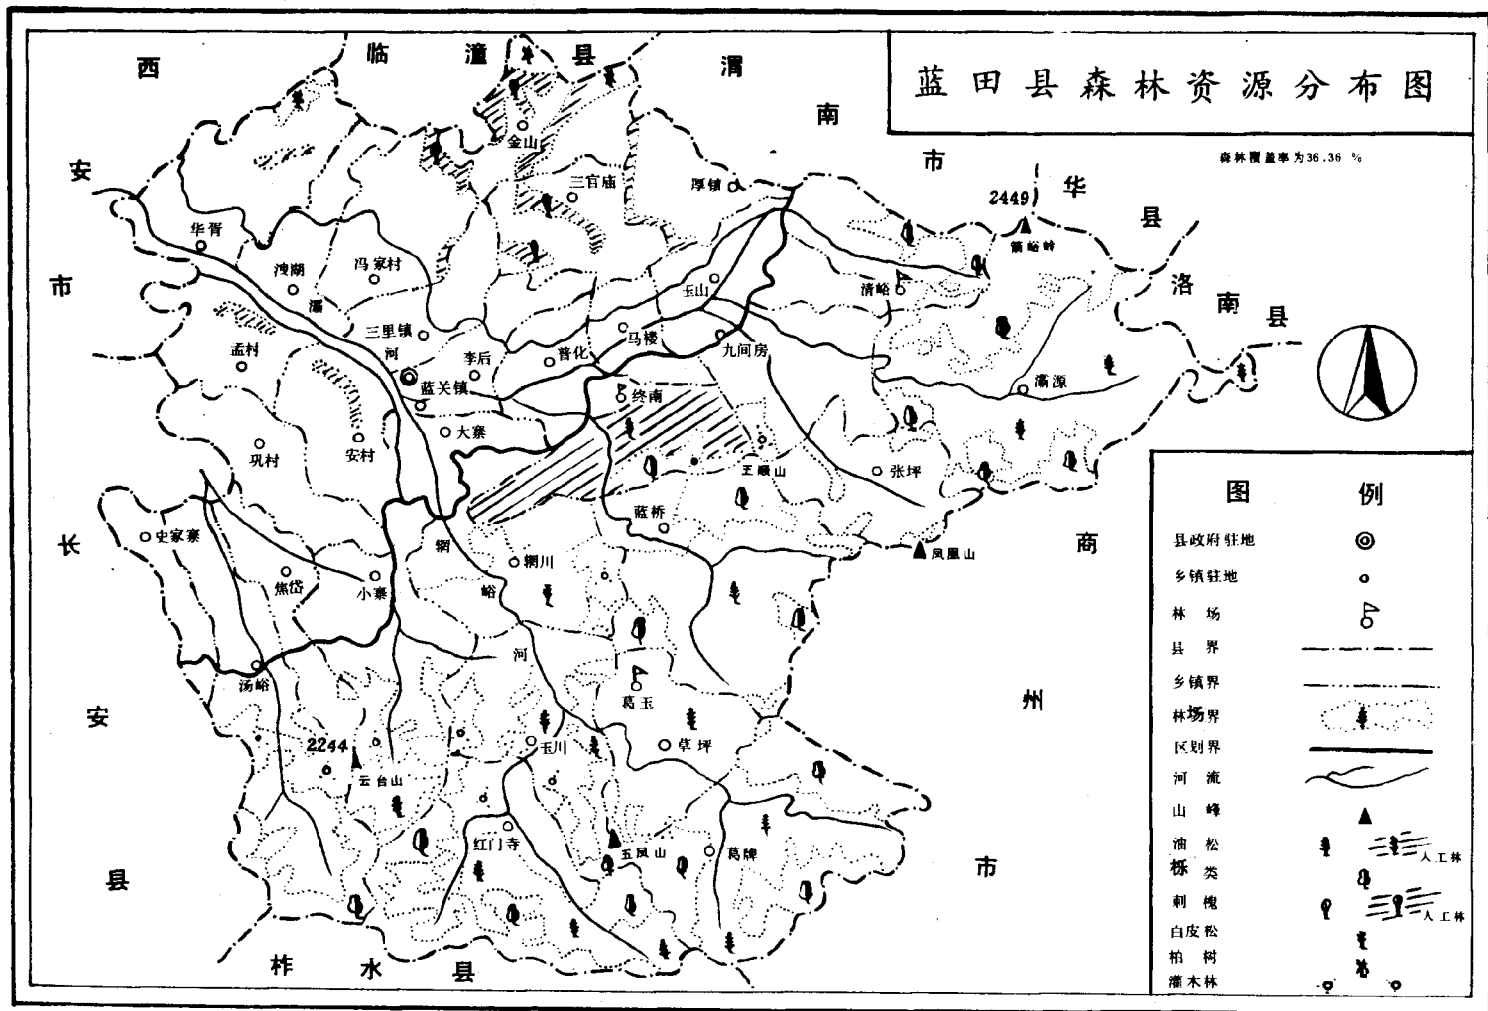 蓝田县森林资源分布图
森林覆盖率为36.36 %
西
临潼县
渭
南
市
华
县
洛
南
县
安
市
长
安
县
柞水县
商
州
市
2449
箭峪岭
金山
三官庙
厚镇
华胥
洩湖
冯家村
灞
河
三里镇
孟村
李后
普化
马楼
玉山
清峪
九间房
蓝关镇
终南
灞源
大寨
巩村
安村
王顺山
张坪
蓝桥
史家寨
辋
峪
河
辋川
凤凰山
焦岱
小寨
汤峪
葛玉
2244
云台山
玉川
草坪
红门寺
五凤山
葛牌
图例
县政府驻地
乡镇驻地
林场
县界
乡镇界
林场界
区划界
河流
山峰
油松
人工林
栎类
刺槐
人工林
白皮松
柏树
灌木林